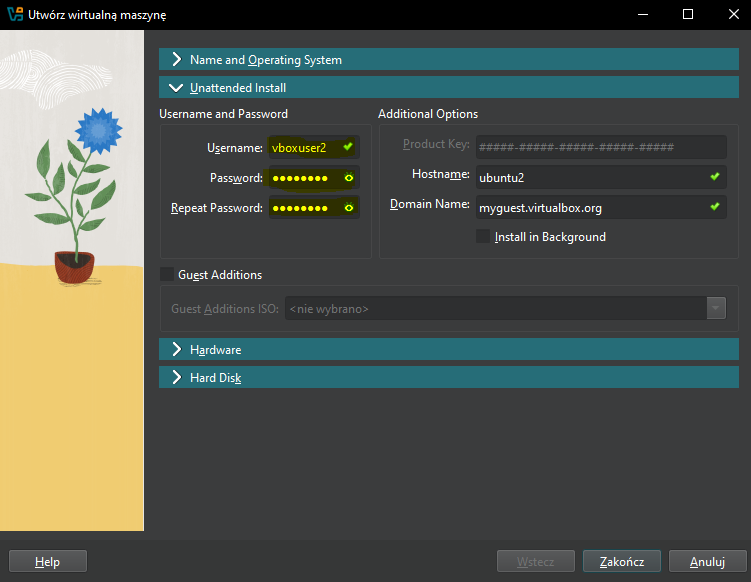 Utwórz wirtualną maszynę
Name and Operating System
Unattended Install
Username and Password
Additional Options
Username: vboxuser2
Product Key: #####-#####-#####-#####-#####
Password: ●●●●●●●●
Hostname: ubuntu2
Repeat Password: ●●●●●●●●
Domain Name: myguest.virtualbox.org
Install in Background
Guest Additions
Guest Additions ISO: <nie wybrano>
Hardware
Hard Disk
Help
Wstecz
Zakończ
Anuluj